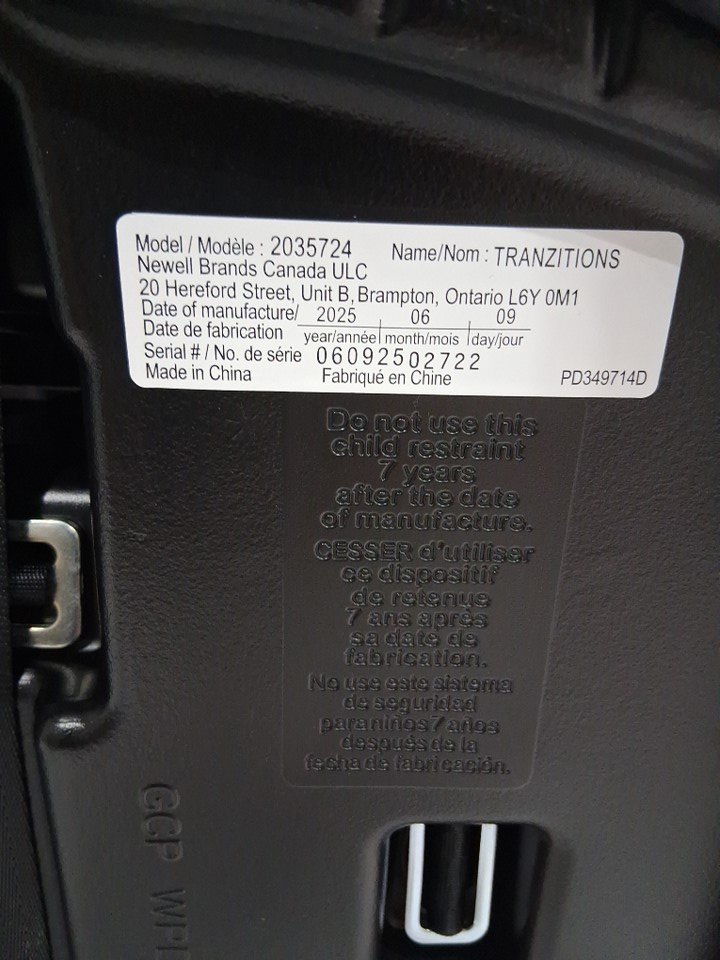 Model / Modèle : 2035724 Name/Nom : TRANZITIONS
Newell Brands Canada ULC
20 Hereford Street, Unit B, Brampton, Ontario L6Y 0M1
Date of manufacture/ 2025 06 09
Date de fabrication year/année month/mois day/jour
Serial # / No. de série 06092502722
Made in China Fabriqué en Chine PD349714D
Do not use this
child restraint
7 years
after the date
of manufacture.
CESSER d'utiliser
ce dispositif
de retenue
7 ans après
sa date de
fabrication.
No use este sistema
de seguridad
para niños 7 años
después de la
fecha de fabricación.
GCP